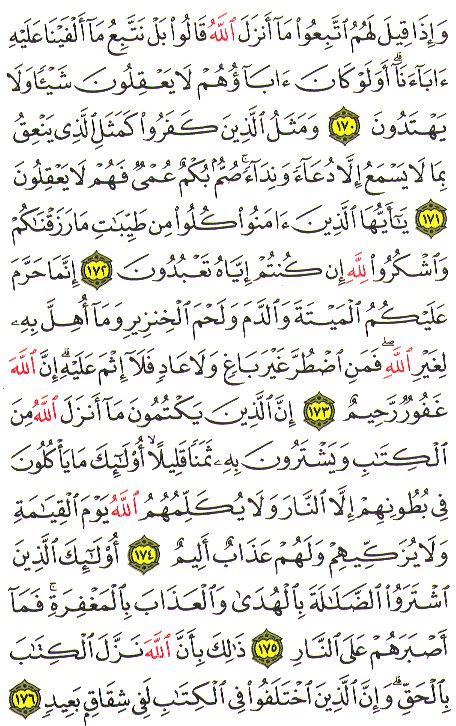 وَإِذَا قِيلَ لَهُمُ ٱتَّبِعُوا۟ مَآ أَنزَلَ ٱللَّهُ قَالُوا۟ بَلْ نَتَّبِعُ مَآ أَلْفَيْنَا عَلَيْهِ
ءَابَآءَنَآ ۗ أَوَلَوْ كَانَ ءَابَآؤُهُمْ لَا يَعْقِلُونَ شَيْـًٔا وَلَا
يَهْتَدُونَ ١٧٠ وَمَثَلُ ٱلَّذِينَ كَفَرُوا۟ كَمَثَلِ ٱلَّذِى يَنْعِقُ
بِمَا لَا يَسْمَعُ إِلَّا دُعَآءً وَنِدَآءً ۚ صُمٌّۢ بُكْمٌ عُمْىٌ فَهُمْ لَا يَعْقِلُونَ
١٧١ يَـٰٓأَيُّهَا ٱلَّذِينَ ءَامَنُوا۟ كُلُوا۟ مِن طَيِّبَـٰتِ مَا رَزَقْنَـٰكُمْ
وَٱشْكُرُوا۟ لِلَّهِ إِن كُنتُمْ إِيَّاهُ تَعْبُدُونَ ١٧٢ إِنَّمَا حَرَّمَ
عَلَيْكُمُ ٱلْمَيْتَةَ وَٱلدَّمَ وَلَحْمَ ٱلْخِنزِيرِ وَمَآ أُهِلَّ بِهِۦ
لِغَيْرِ ٱللَّهِ ۖ فَمَنِ ٱضْطُرَّ غَيْرَ بَاغٍ وَلَا عَادٍ فَلَآ إِثْمَ عَلَيْهِ ۚ إِنَّ ٱللَّهَ
غَفُورٌ رَّحِيمٌ ١٧٣ إِنَّ ٱلَّذِينَ يَكْتُمُونَ مَآ أَنزَلَ ٱللَّهُ مِنَ
ٱلْكِتَـٰبِ وَيَشْتَرُونَ بِهِۦ ثَمَنًا قَلِيلًا ۙ أُو۟لَـٰٓئِكَ مَا يَأْكُلُونَ
فِى بُطُونِهِمْ إِلَّا ٱلنَّارَ وَلَا يُكَلِّمُهُمُ ٱللَّهُ يَوْمَ ٱلْقِيَـٰمَةِ
وَلَا يُزَكِّيهِمْ وَلَهُمْ عَذَابٌ أَلِيمٌ ١٧٤ أُو۟لَـٰٓئِكَ ٱلَّذِينَ
ٱشْتَرَوُا۟ ٱلضَّلَـٰلَةَ بِٱلْهُدَىٰ وَٱلْعَذَابَ بِٱلْمَغْفِرَةِ ۚ فَمَآ
أَصْبَرَهُمْ عَلَى ٱلنَّارِ ١٧٥ ذَٰلِكَ بِأَنَّ ٱللَّهَ نَزَّلَ ٱلْكِتَـٰبَ
بِٱلْحَقِّ ۗ وَإِنَّ ٱلَّذِينَ ٱخْتَلَفُوا۟ فِى ٱلْكِتَـٰبِ لَفِى شِقَاقٍۭ بَعِيدٍ ١٧٦